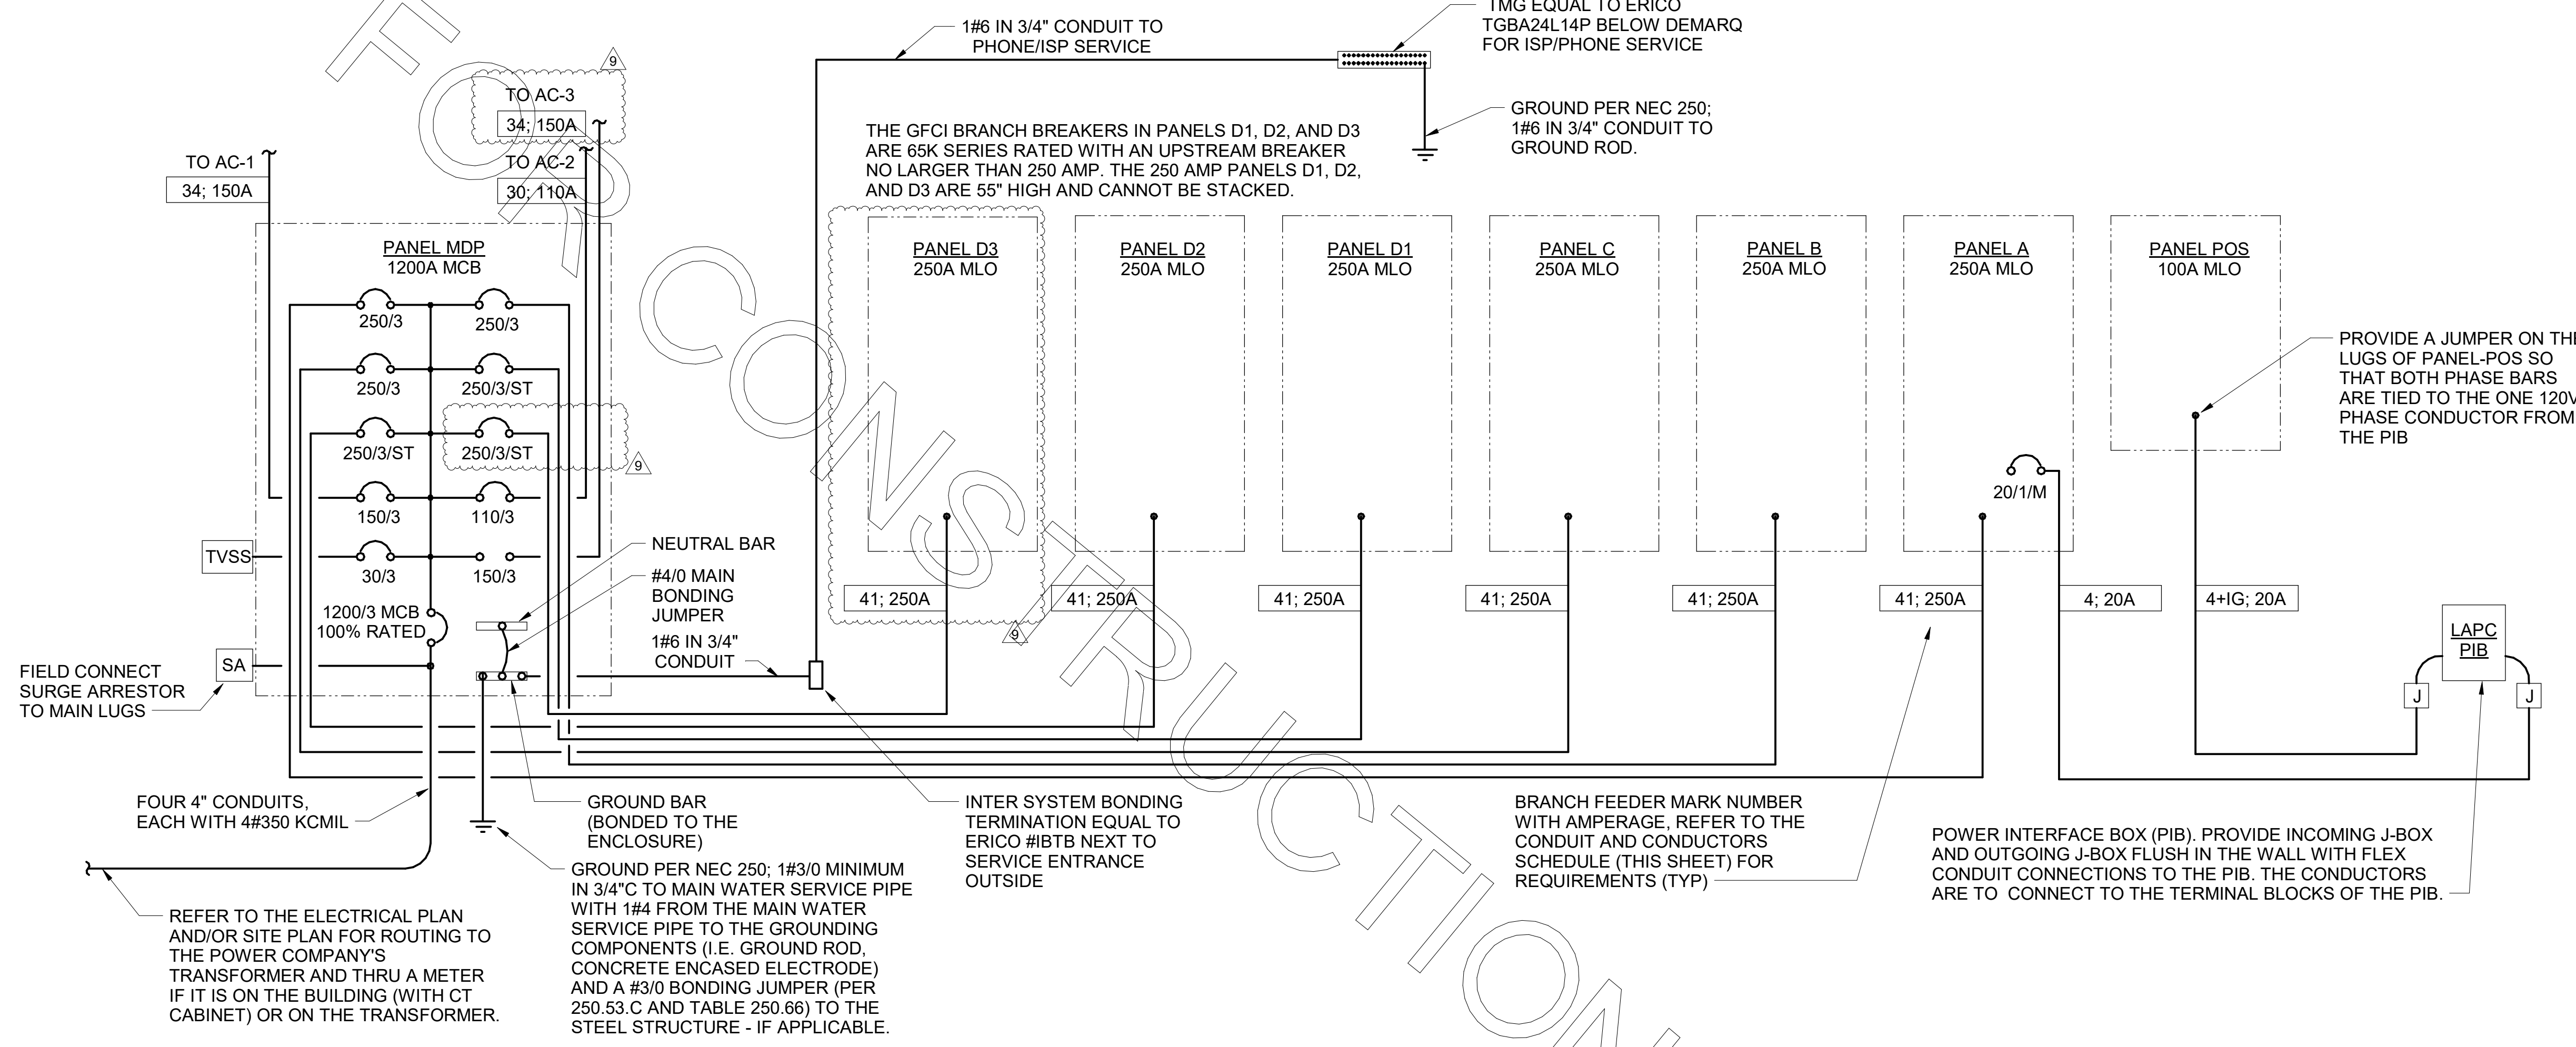 1#6 IN 3/4" CONDUIT TO
PHONE/ISP SERVICE
TMG EQUAL TO ERICO
TGBA24L14P BELOW DEMARQ
FOR ISP/PHONE SERVICE
GROUND PER NEC 250;
1#6 IN 3/4" CONDUIT TO
GROUND ROD.
9
TO AC-3
34; 150A
TO AC-1
34; 150A
TO AC-2
30; 110A
THE GFCI BRANCH BREAKERS IN PANELS D1, D2, AND D3
ARE 65K SERIES RATED WITH AN UPSTREAM BREAKER
NO LARGER THAN 250 AMP. THE 250 AMP PANELS D1, D2,
AND D3 ARE 55" HIGH AND CANNOT BE STACKED.
PANEL MDP
1200A MCB
250/3
250/3
250/3
250/3/ST
250/3/ST
250/3/ST
9
150/3
110/3
TVSS
30/3
150/3
1200/3 MCB
100% RATED
SA
FIELD CONNECT
SURGE ARRESTOR
TO MAIN LUGS
NEUTRAL BAR
#4/0 MAIN
BONDING
JUMPER
1#6 IN 3/4"
CONDUIT
PANEL D3
250A MLO
PANEL D2
250A MLO
PANEL D1
250A MLO
PANEL C
250A MLO
PANEL B
250A MLO
PANEL A
250A MLO
PANEL POS
100A MLO
PROVIDE A JUMPER ON THE
LUGS OF PANEL-POS SO
THAT BOTH PHASE BARS
ARE TIED TO THE ONE 120V
PHASE CONDUCTOR FROM
THE PIB
20/1/M
41; 250A
41; 250A
41; 250A
41; 250A
41; 250A
41; 250A
4; 20A
4+IG; 20A
9
LAPC
PIB
J
J
FOUR 4" CONDUITS,
EACH WITH 4#350 KCMIL
GROUND BAR
(BONDED TO THE
ENCLOSURE)
INTER SYSTEM BONDING
TERMINATION EQUAL TO
ERICO #IBTB NEXT TO
SERVICE ENTRANCE
OUTSIDE
BRANCH FEEDER MARK NUMBER
WITH AMPERAGE, REFER TO THE
CONDUIT AND CONDUCTORS
SCHEDULE (THIS SHEET) FOR
REQUIREMENTS (TYP)
POWER INTERFACE BOX (PIB). PROVIDE INCOMING J-BOX
AND OUTGOING J-BOX FLUSH IN THE WALL WITH FLEX
CONDUIT CONNECTIONS TO THE PIB. THE CONDUCTORS
ARE TO CONNECT TO THE TERMINAL BLOCKS OF THE PIB.
GROUND PER NEC 250; 1#3/0 MINIMUM
IN 3/4"C TO MAIN WATER SERVICE PIPE
WITH 1#4 FROM THE MAIN WATER
SERVICE PIPE TO THE GROUNDING
COMPONENTS (I.E. GROUND ROD,
CONCRETE ENCASED ELECTRODE)
AND A #3/0 BONDING JUMPER (PER
250.53.C AND TABLE 250.66) TO THE
STEEL STRUCTURE - IF APPLICABLE.
REFER TO THE ELECTRICAL PLAN
AND/OR SITE PLAN FOR ROUTING TO
THE POWER COMPANY'S
TRANSFORMER AND THRU A METER
IF IT IS ON THE BUILDING (WITH CT
CABINET) OR ON THE TRANSFORMER.
FOR CONSTRUCTION